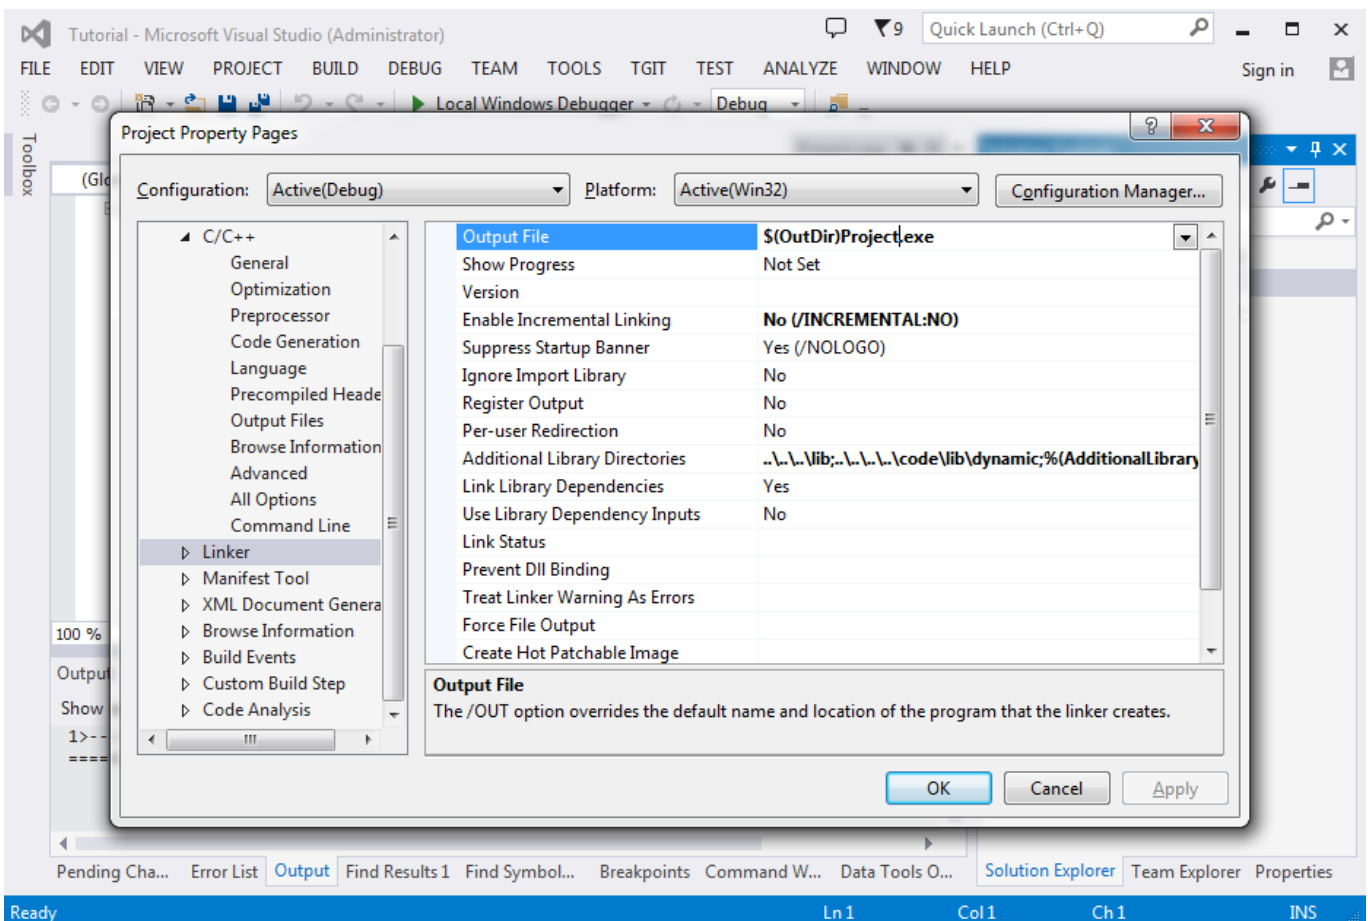 Tutorial - Microsoft Visual Studio (Administrator) 9 Quick Launch (Ctrl+Q)
FILE EDIT VIEW PROJECT BUILD DEBUG TEAM TOOLS TGIT TEST ANALYZE WINDOW HELP Sign in
Local Windows Debugger Debug
Toolbox
Project Property Pages
Configuration: Active(Debug) Platform: Active(Win32) Configuration Manager...
C/C++
General
Optimization
Preprocessor
Code Generation
Language
Precompiled Heade
Output Files
Browse Information
Advanced
All Options
Command Line
Linker
Manifest Tool
XML Document Genera
Browse Information
Build Events
Custom Build Step
Code Analysis
Output File $(OutDir)Project.exe
Show Progress Not Set
Version
Enable Incremental Linking No (/INCREMENTAL:NO)
Suppress Startup Banner Yes (/NOLOGO)
Ignore Import Library No
Register Output No
Per-user Redirection No
Additional Library Directories ..\..\..\lib;..\..\..\..\code\lib\dynamic;%(AdditionalLibrary
Link Library Dependencies Yes
Use Library Dependency Inputs No
Link Status
Prevent Dll Binding
Treat Linker Warning As Errors
Force File Output
Create Hot Patchable Image
Output File
The /OUT option overrides the default name and location of the program that the linker creates.
OK Cancel Apply
(Glo
100 %
Output
Show
1>--
====
Pending Cha... Error List Output Find Results 1 Find Symbol... Breakpoints Command W... Data Tools O... Solution Explorer Team Explorer Properties
Ready Ln 1 Col 1 Ch 1 INS